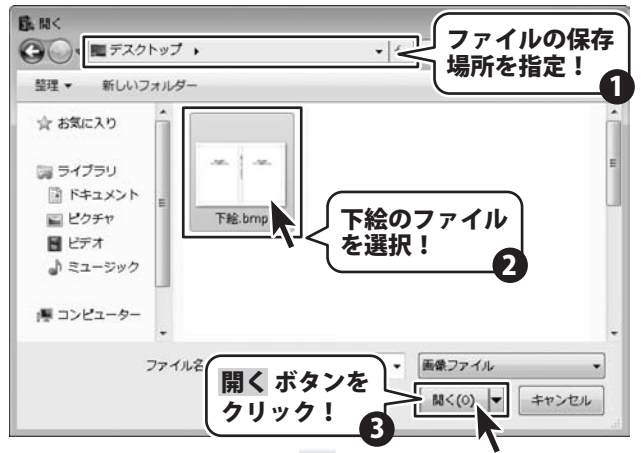 開く
デスクトップ
ファイルの保存
場所を指定！
1
整理
新しいフォルダー
お気に入り
ライブラリ
ドキュメント
ピクチャ
ビデオ
ミュージック
コンピューター
下絵.bmp
下絵のファイル
を選択！
2
ファイル名
画像ファイル
開く ボタンを
クリック！
3
開く(O)
キャンセル